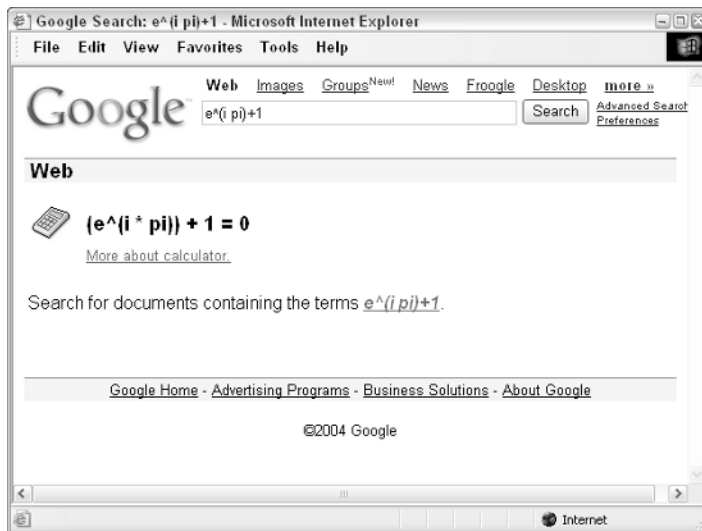 Google Search: e^(i pi)+1 - Microsoft Internet Explorer
File Edit View Favorites Tools Help
Web Images Groups New! News Froogle Desktop more »
Google e^(i pi)+1 Search Advanced Search
Preferences
Web
(e^(i * pi)) + 1 = 0
More about calculator.
Search for documents containing the terms e^(i pi)+1.
Google Home - Advertising Programs - Business Solutions - About Google
©2004 Google
Internet